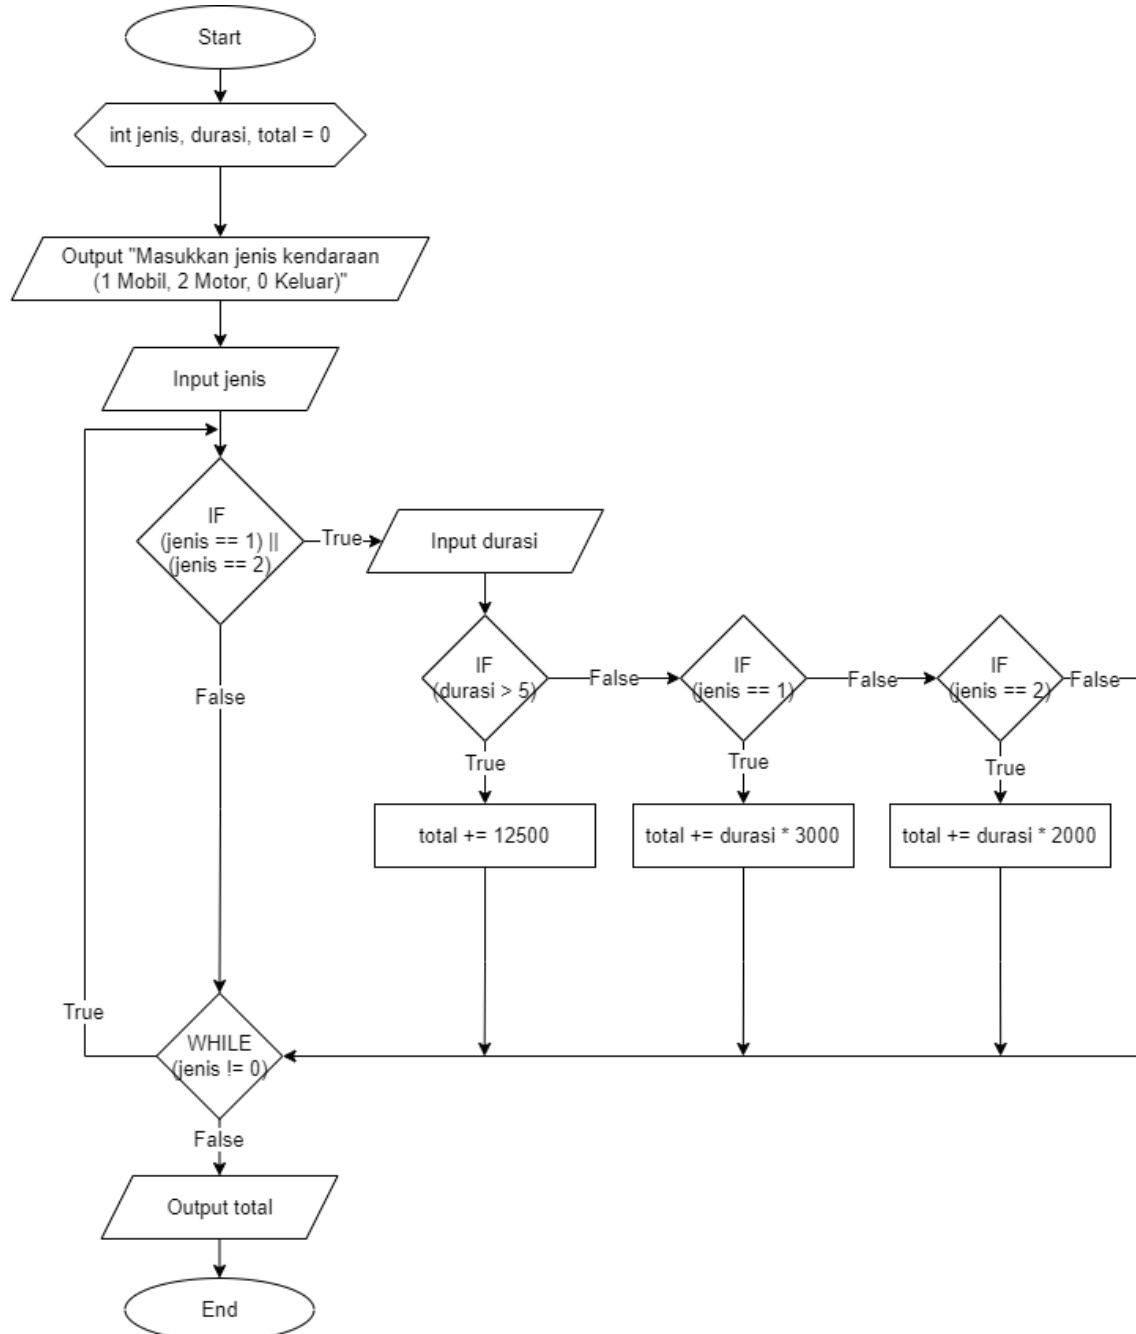 Start
int jenis, durasi, total = 0
Output "Masukkan jenis kendaraan
(1 Mobil, 2 Motor, 0 Keluar)"
Input jenis
IF
(jenis == 1) ||
(jenis == 2)
True
Input durasi
False
IF
(durasi > 5)
False
IF
(jenis == 1)
False
IF
(jenis == 2)
False
True
True
True
total += 12500
total += durasi * 3000
total += durasi * 2000
True
WHILE
(jenis != 0)
False
Output total
End